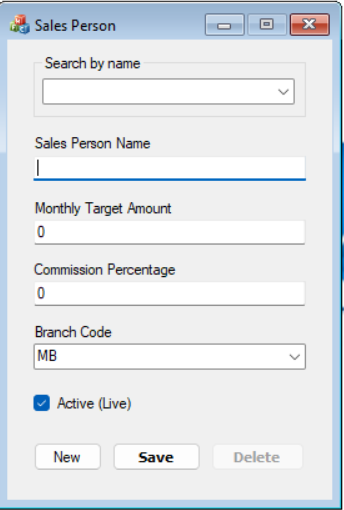 Sales Person
Search by name
Sales Person Name
Monthly Target Amount
0
Commission Percentage
0
Branch Code
MB
Active (Live)
New Save Delete